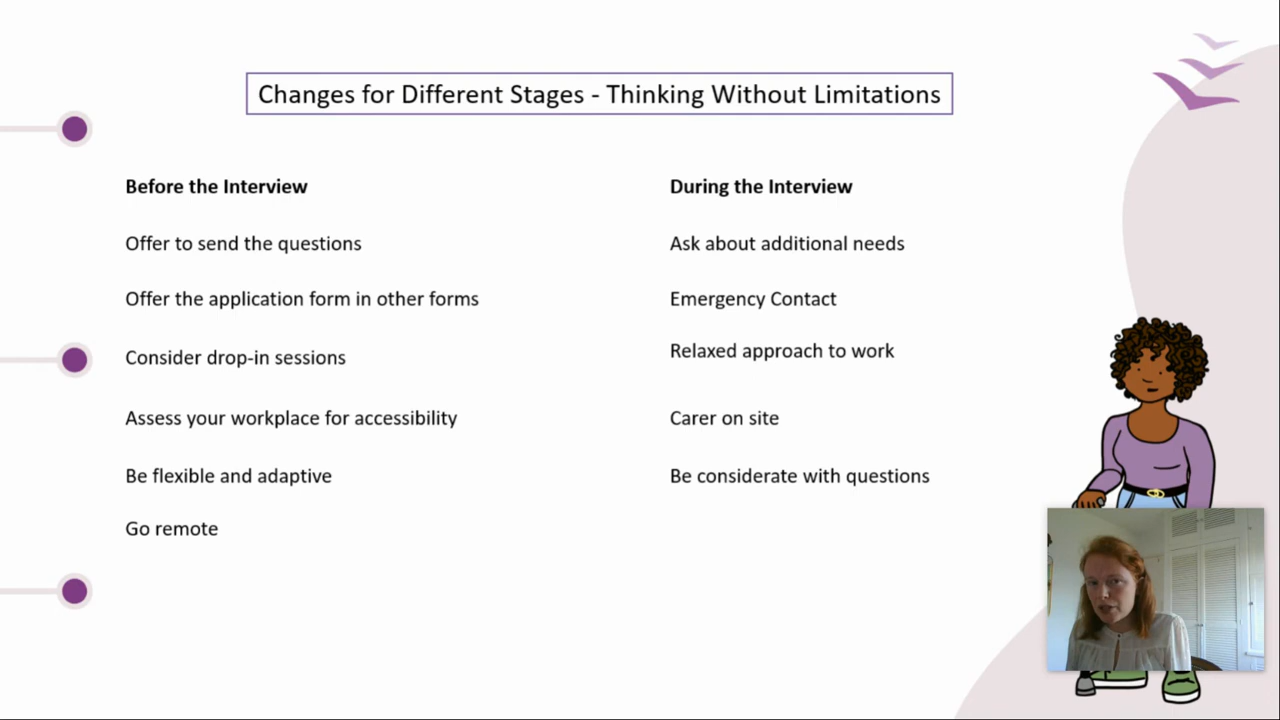 Changes for Different Stages - Thinking Without Limitations
Before the Interview
Offer to send the questions
Offer the application form in other forms
Consider drop-in sessions
Assess your workplace for accessibility
Be flexible and adaptive
Go remote
During the Interview
Ask about additional needs
Emergency Contact
Relaxed approach to work
Carer on site
Be considerate with questions